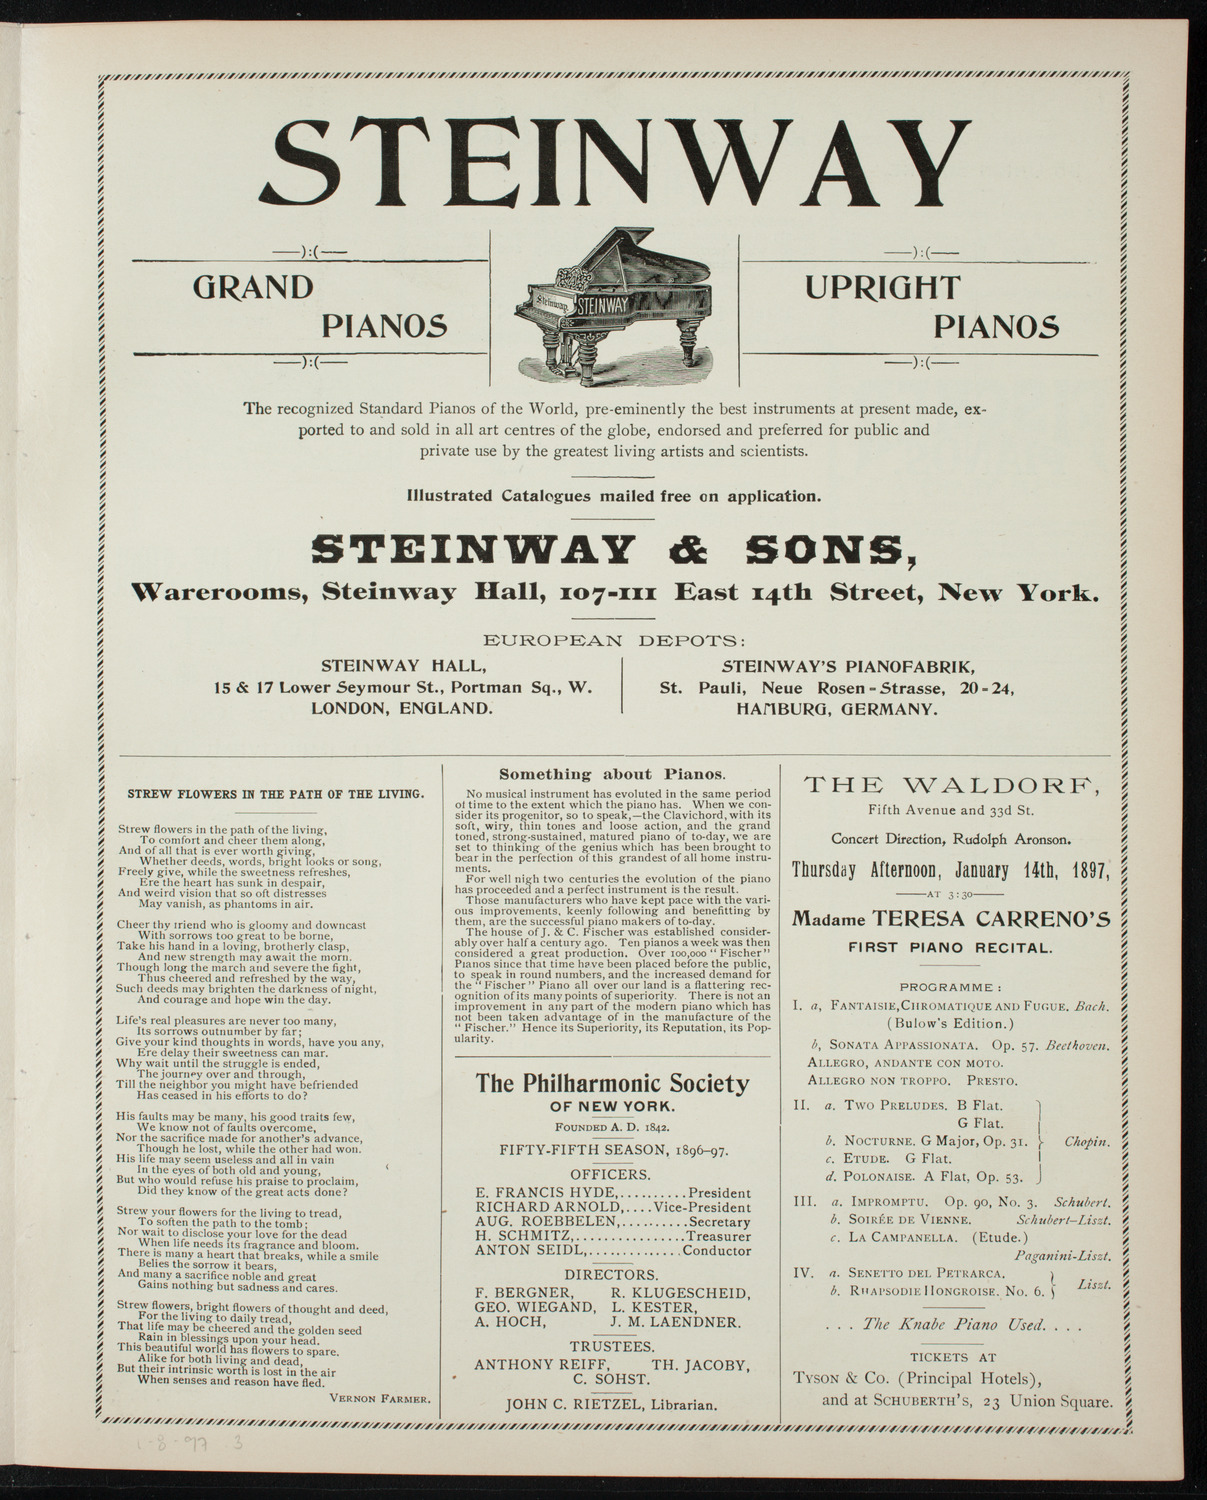 STEINWAY
GRAND
PIANOS
Steinway
STEINWAY
UPRIGHT
PIANOS
The recognized Standard Pianos of the World, pre-eminently the best instruments at present made, ex-
ported to and sold in all art centres of the globe, endorsed and preferred for public and
private use by the greatest living artists and scientists.
Illustrated Catalogues mailed free on application.
STEINWAY & SONS,
Warerooms, Steinway Hall, 107-111 East 14th Street, New York.
EUROPEAN DEPOTS:
STEINWAY HALL,
15 & 17 Lower Seymour St., Portman Sq., W.
LONDON, ENGLAND.
STEINWAY'S PIANOFABRIK,
St. Pauli, Neue Rosen-Strasse, 20-24,
HAMBURG, GERMANY.
STREW FLOWERS IN THE PATH OF THE LIVING.
Strew flowers in the path of the living,
To comfort and cheer them along,
And of all that is ever worth giving,
Whether deeds, words, bright looks or song,
Freely give, while the sweetness refreshes,
Ere the heart has sunk in despair,
And weird vision that so oft distresses
May vanish, as phantoms in air.
Cheer thy friend who is gloomy and downcast
With sorrows too great to be borne,
Take his hand in a loving, brotherly clasp,
And new strength may await the morn.
Though long the march and severe the fight,
Thus cheered and refreshed by the way,
Such deeds may brighten the darkness of night,
And courage and hope win the day.
Life's real pleasures are never too many,
Its sorrows outnumber by far;
Give your kind thoughts in words, have you any,
Ere delay their sweetness can mar.
Why wait until the struggle is ended,
The journey over and through,
Till the neighbor you might have befriended
Has ceased in his efforts to do?
His faults may be many, his good traits few,
We know not of faults overcome,
Nor the sacrifice made for another's advance,
Though he lost, while the other had won.
His life may seem useless and all in vain
In the eyes of both old and young,
But who would refuse his praise to proclaim,
Did they know of the great acts done?
Strew your flowers for the living to tread,
To soften the path to the tomb;
Nor wait to disclose your love for the dead
When life needs its fragrance and bloom.
There is many a heart that breaks, while a smile
Belies the sorrow it bears,
And many a sacrifice noble and great
Gains nothing but sadness and cares.
Strew flowers, bright flowers of thought and deed,
For the living to daily tread,
That life may be cheered and the golden seed
Rain in blessings upon your head.
This beautiful world has flowers to spare.
Alike for both living and dead,
But their intrinsic worth is lost in the air
When senses and reason have fled.
VERNON FARMER.
Something about Pianos.
No musical instrument has evoluted in the same period
of time to the extent which the piano has. When we con-
sider its progenitor, so to speak,—the Clavichord, with its
soft, wiry, thin tones and loose action, and the grand
toned, strong-sustained, matured piano of to-day, we are
set to thinking of the genius which has been brought to
bear in the perfection of this grandest of all home instru-
ments.
For well nigh two centuries the evolution of the piano
has proceeded and a perfect instrument is the result.
Those manufacturers who have kept pace with the vari-
ous improvements, keenly following and benefitting by
them, are the successful piano makers of to-day.
The house of J. & C. Fischer was established consider-
ably over half a century ago. Ten pianos a week was then
considered a great production. Over 100,000 "Fischer"
Pianos since that time have been placed before the public,
to speak in round numbers, and the increased demand for
the "Fischer" Piano all over our land is a flattering rec-
ognition of its many points of superiority. There is not an
improvement in any part of the modern piano which has
not been taken advantage of in the manufacture of the
"Fischer." Hence its Superiority, its Reputation, its Pop-
ularity.
The Philharmonic Society
OF NEW YORK.
FOUNDED A. D. 1842.
FIFTY-FIFTH SEASON, 1896-97.
OFFICERS.
E. FRANCIS HYDE,..........President
RICHARD ARNOLD,....Vice-President
AUG. ROEBBELEN,..........Secretary
H. SCHMITZ,................Treasurer
ANTON SEIDL,..............Conductor
DIRECTORS.
F. BERGNER, R. KLUGESCHEID,
GEO. WIEGAND, L. KESTER,
A. HOCH, J. M. LAENDNER.
TRUSTEES.
ANTHONY REIFF, TH. JACOBY,
C. SOHST.
JOHN C. RIETZEL, Librarian.
THE WALDORF,
Fifth Avenue and 33d St.
Concert Direction, Rudolph Aronson.
Thursday Afternoon, January 14th, 1897,
AT 3:30
Madame TERESA CARRENO'S
FIRST PIANO RECITAL.
PROGRAMME:
I. a, FANTAISIE, CHROMATIQUE AND FUGUE. Bach.
(Bulow's Edition.)
b, SONATA APPASSIONATA. Op. 57. Beethoven.
ALLEGRO, ANDANTE CON MOTO.
ALLEGRO NON TROPPO. PRESTO.
II. a. TWO PRELUDES. B Flat.
G Flat.
b. NOCTURNE. G Major, Op. 31. Chopin.
c. ETUDE. G Flat.
d. POLONAISE. A Flat, Op. 53.
III. a. IMPROMPTU. Op. 90, No. 3. Schubert.
b. SOIRÉE DE VIENNE. Schubert-Liszt.
c. LA CAMPANELLA. (Etude.)
Paganini-Liszt.
IV. a. SENETTO DEL PETRARCA.
b. RHAPSODIE HONGROISE. No. 6. Liszt.
... The Knabe Piano Used. ...
TICKETS AT
TYSON & Co. (Principal Hotels),
and at SCHUBERTH'S, 23 Union Square.
1-8-97 3